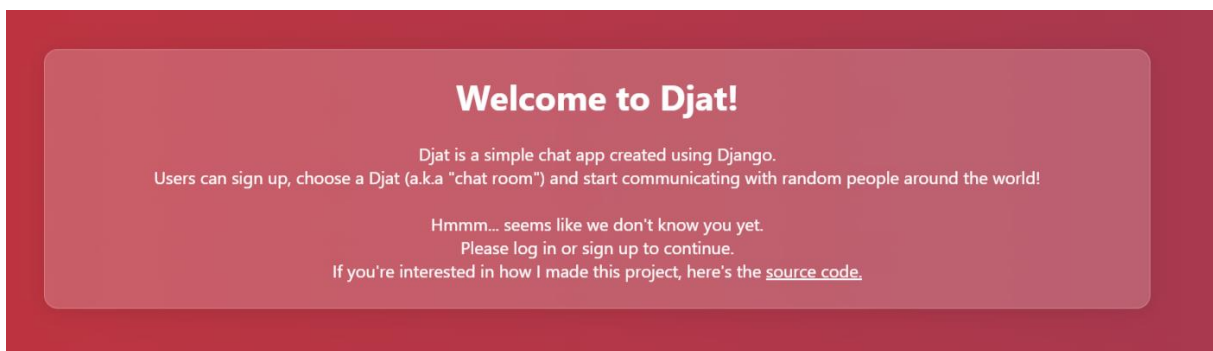 Welcome to Djat!
Djat is a simple chat app created using Django.
Users can sign up, choose a Djat (a.k.a "chat room") and start communicating with random people around the world!
Hmmm... seems like we don't know you yet.
Please log in or sign up to continue.
If you're interested in how I made this project, here's the source code.